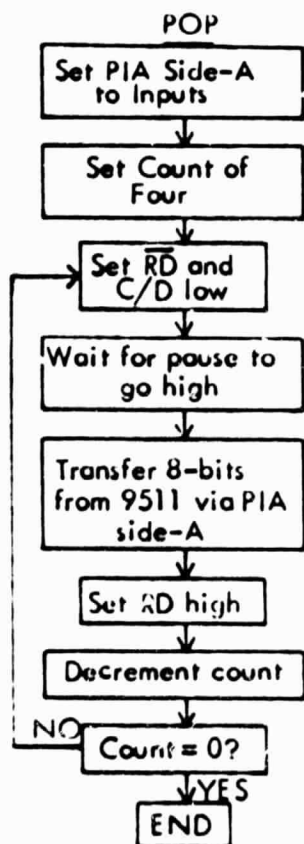 POP
Set PIA Side-A
to Inputs
Set Count of
Four
Set R̅D̅ and
C/D low
Wait for pause to
go high
Transfer 8-bits
from 9511 via PIA
side-A
Set RD high
Decrement count
NO
Count = 0?
YES
END